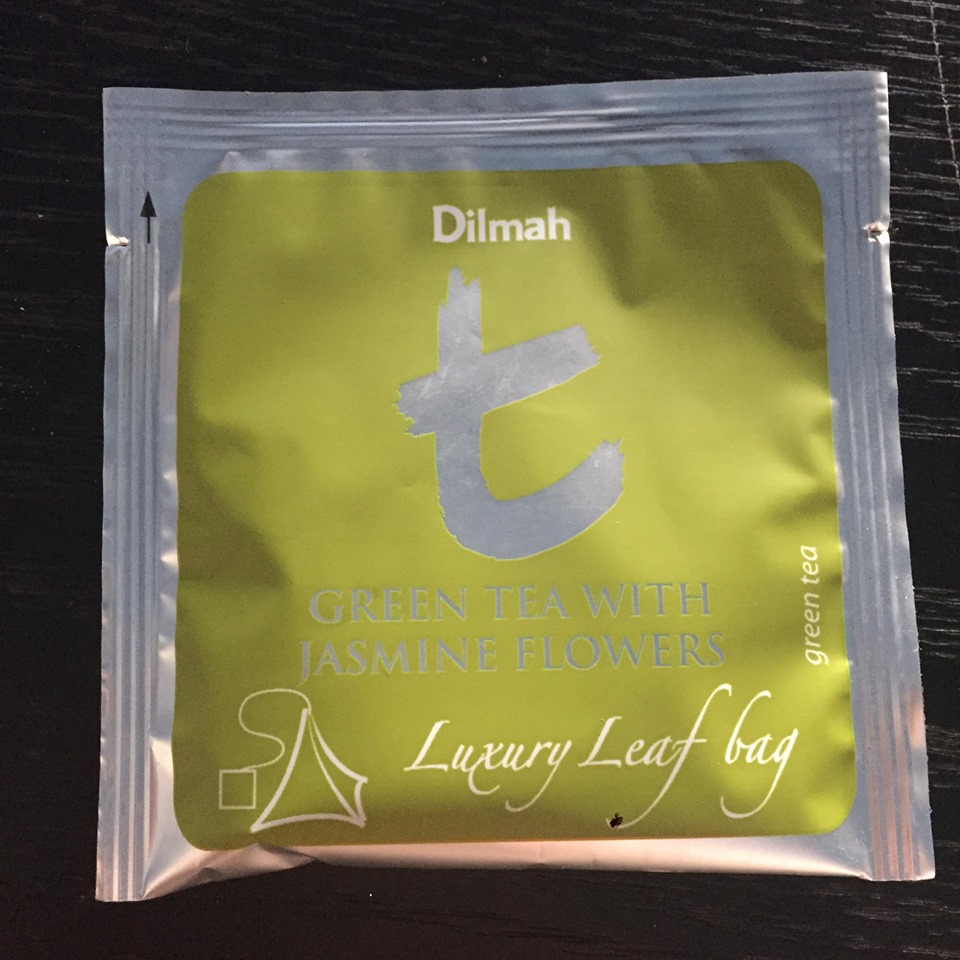 Dilmah
t
GREEN TEA WITH
JASMINE FLOWERS
green tea
Luxury Leaf bag